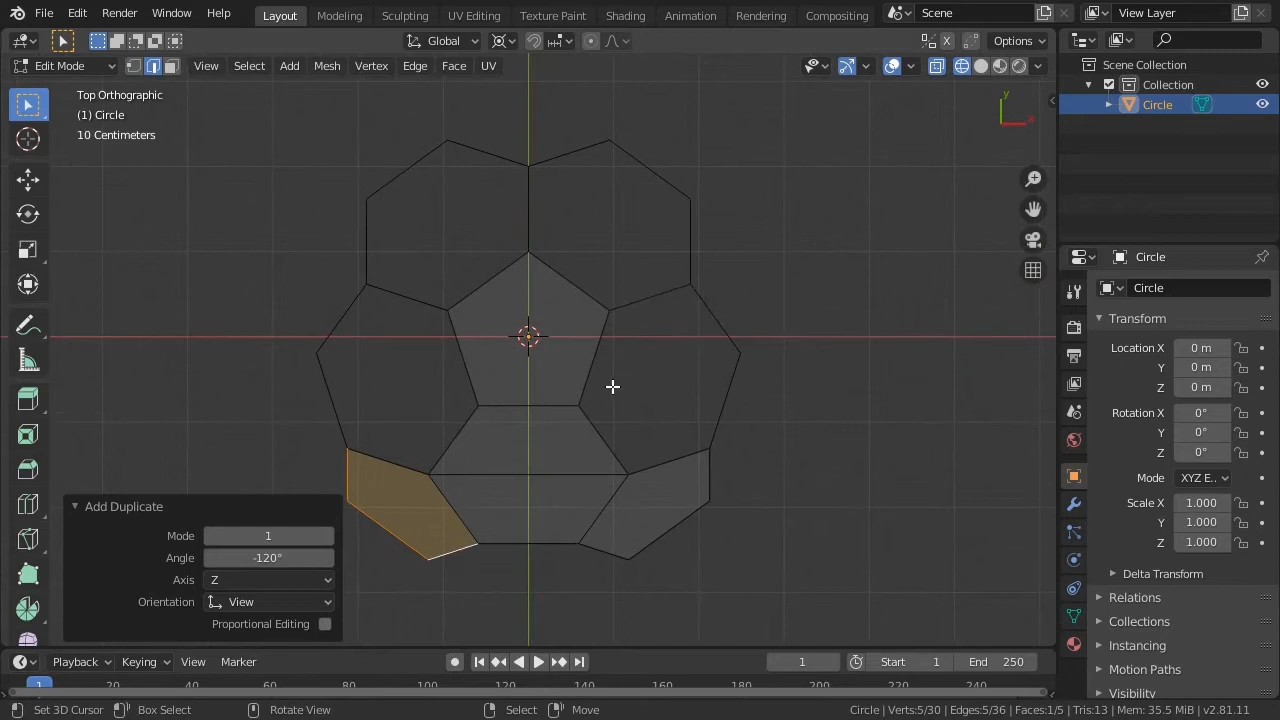 File Edit Render Window Help Layout Modeling Sculpting UV Editing Texture Paint Shading Animation Rendering Compositing Scene View Layer
Global X Options
Edit Mode View Select Add Mesh Vertex Edge Face UV
Scene Collection
Collection
Circle
Top Orthographic
(1) Circle
10 Centimeters
y
x
Circle
Circle
Transform
Location X 0 m
Y 0 m
Z 0 m
Rotation X 0°
Y 0°
Z 0°
Mode XYZ E..
Scale X 1.000
Y 1.000
Z 1.000
Delta Transform
Relations
Collections
Instancing
Motion Paths
Visibility
Add Duplicate
Mode 1
Angle -120°
Axis Z
Orientation View
Proportional Editing
Playback Keying View Marker 1 Start 1 End 250
1 20 40 60 80 100 120 140 160 180 200 220 240
Set 3D Cursor Box Select Rotate View Select Move Circle | Verts:5/30 | Edges:5/36 | Faces:1/5 | Tris:13 | Mem: 35.5 MiB | v2.81.11